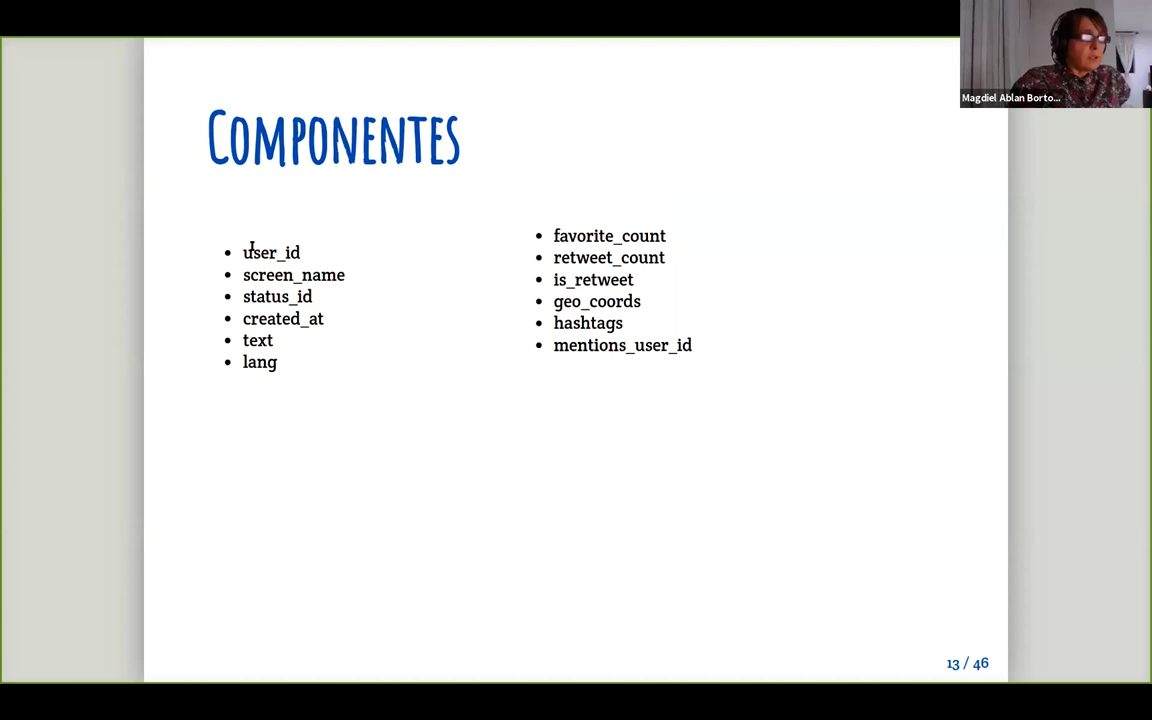 Magdiel Ablan Borto...
Componentes
user_id
screen_name
status_id
created_at
text
lang
favorite_count
retweet_count
is_retweet
geo_coords
hashtags
mentions_user_id
13 / 46